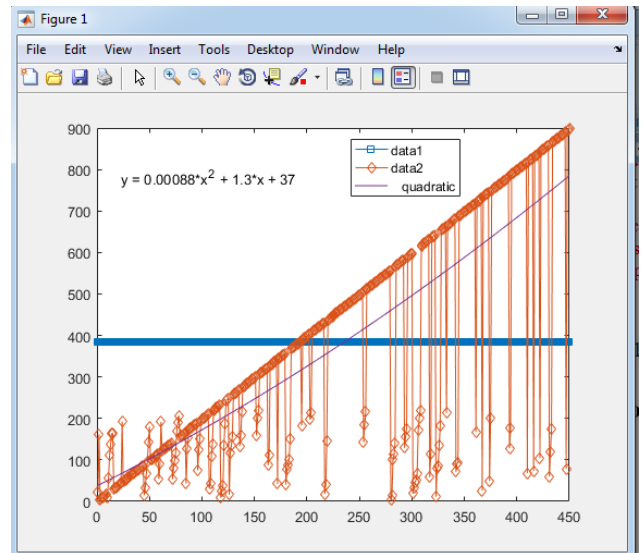 Figure 1
File Edit View Insert Tools Desktop Window Help
900
800
700
600
500
400
300
200
100
0
y = 0.00088*x² + 1.3*x + 37
data1
data2
quadratic
0 50 100 150 200 250 300 350 400 450